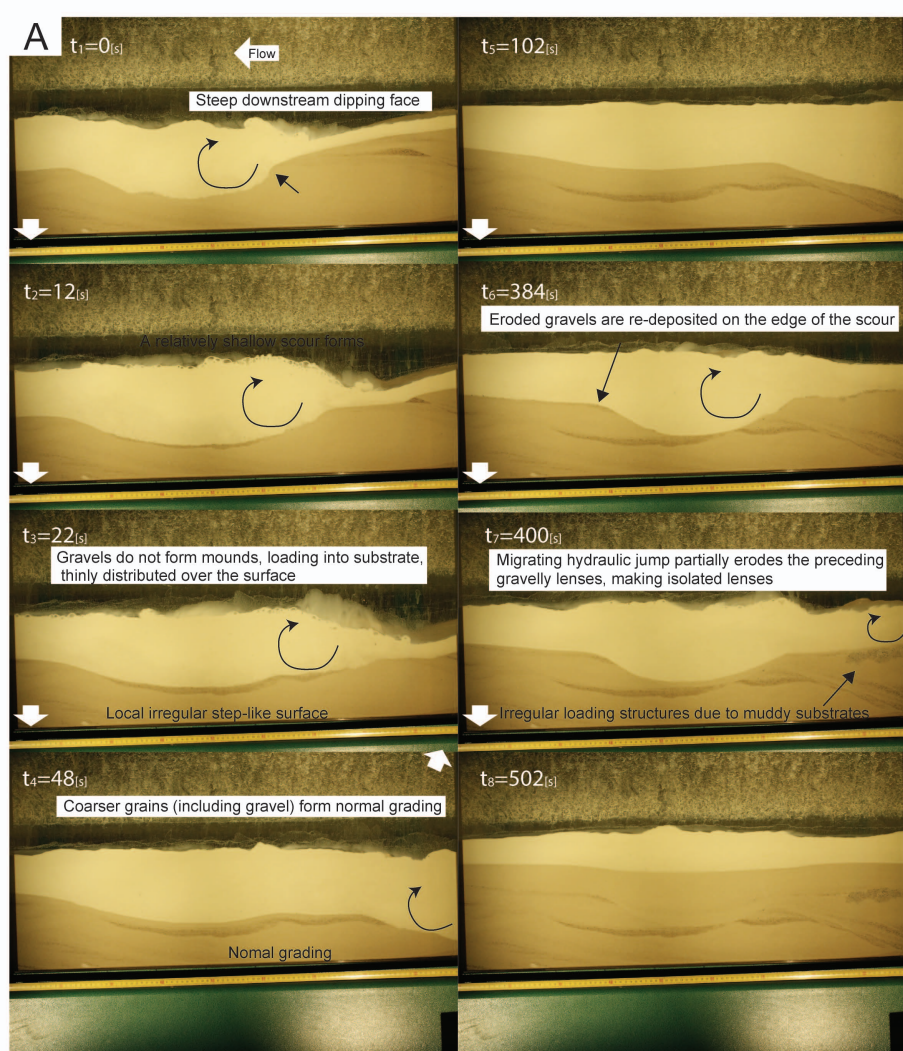 A
t1=0[s]
Flow
Steep downstream dipping face
t2=12[s]
A relatively shallow scour forms
t3=22[s]
Gravels do not form mounds, loading into substrate,
thinly distributed over the surface
Local irregular step-like surface
t4=48[s]
Coarser grains (including gravel) form normal grading
Nomal grading
t5=102[s]
t6=384[s]
Eroded gravels are re-deposited on the edge of the scour
t7=400[s]
Migrating hydraulic jump partially erodes the preceding
gravelly lenses, making isolated lenses
Irregular loading structures due to muddy substrates
t8=502[s]